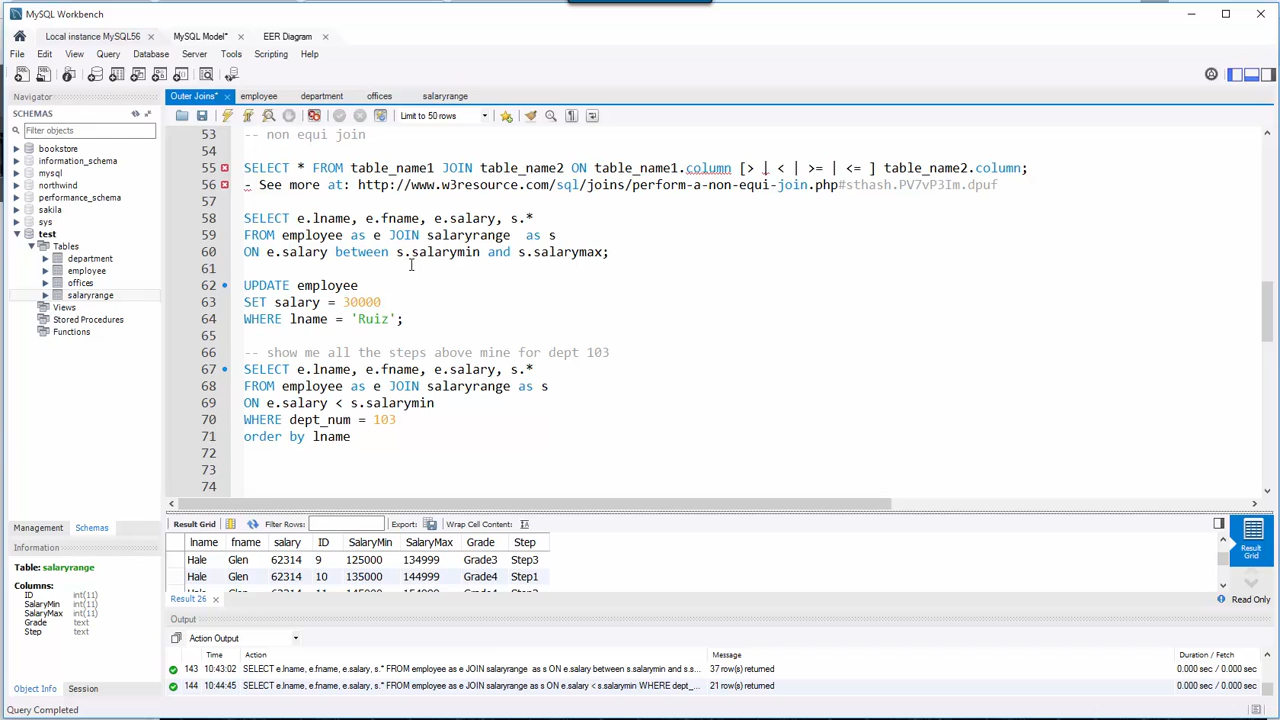 MySQL Workbench
Local instance MySQL56
MySQL Model*
EER Diagram
File Edit View Query Database Server Tools Scripting Help
Navigator
SCHEMAS
Filter objects
bookstore
information_schema
mysql
northwind
performance_schema
sakila
sys
test
Tables
department
employee
offices
salaryrange
Views
Stored Procedures
Functions
Management Schemas
Information
Table: salaryrange
Columns:
ID int(11)
SalaryMin int(11)
SalaryMax int(11)
Grade text
Step text
Object Info Session
Query Completed
Outer Joins* employee department offices salaryrange
Limit to 50 rows
53 -- non equi join
54
55 SELECT * FROM table_name1 JOIN table_name2 ON table_name1.column [> | < | >= | <= ] table_name2.column;
56 - See more at: http://www.w3resource.com/sql/joins/perform-a-non-equi-join.php#sthash.PV7vP3Im.dpuf
57
58 SELECT e.lname, e.fname, e.salary, s.*
59 FROM employee as e JOIN salaryrange as s
60 ON e.salary between s.salarymin and s.salarymax;
61
62 UPDATE employee
63 SET salary = 30000
64 WHERE lname = 'Ruiz';
65
66 -- show me all the steps above mine for dept 103
67 SELECT e.lname, e.fname, e.salary, s.*
68 FROM employee as e JOIN salaryrange as s
69 ON e.salary < s.salarymin
70 WHERE dept_num = 103
71 order by lname
72
73
74
Result Grid Filter Rows: Export: Wrap Cell Content:
lname fname salary ID SalaryMin SalaryMax Grade Step
Hale Glen 62314 9 125000 134999 Grade3 Step3
Hale Glen 62314 10 135000 144999 Grade4 Step1
Result Grid
Result 26
Read Only
Output
Action Output
Time Action Message Duration / Fetch
143 10:43:02 SELECT e.lname, e.fname, e.salary, s.* FROM employee as e JOIN salaryrange as s ON e.salary between s.salarymin and s.s... 37 row(s) returned 0.000 sec / 0.000 sec
144 10:44:45 SELECT e.lname, e.fname, e.salary, s.* FROM employee as e JOIN salaryrange as s ON e.salary < s.salarymin WHERE dept_... 21 row(s) returned 0.000 sec / 0.000 sec